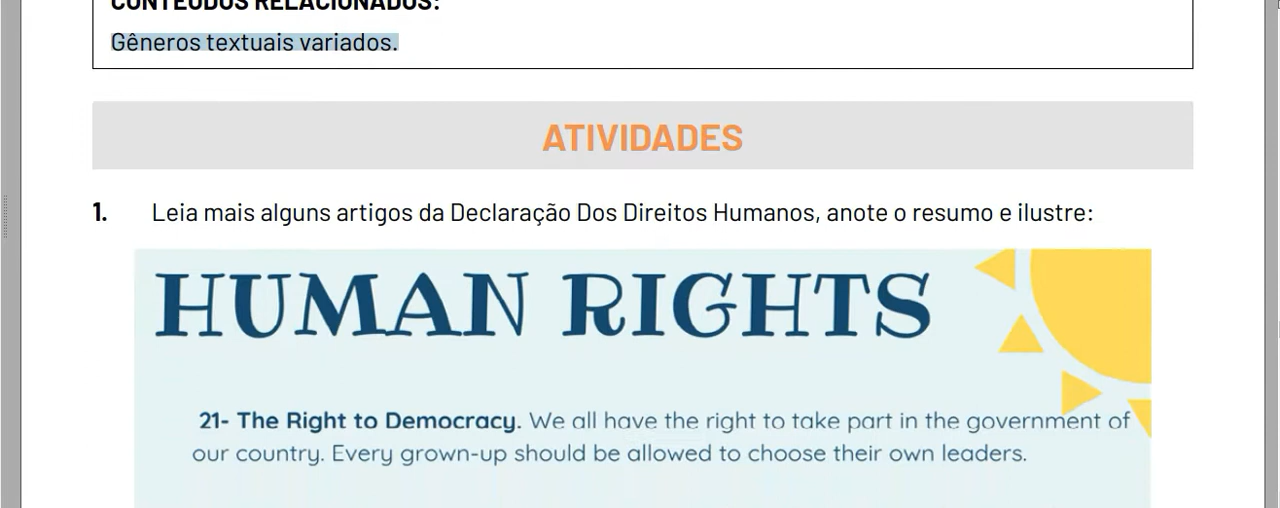 CONTEÚDOS RELACIONADOS:
Gêneros textuais variados.
ATIVIDADES
1. Leia mais alguns artigos da Declaração Dos Direitos Humanos, anote o resumo e ilustre:
HUMAN RIGHTS
21- The Right to Democracy. We all have the right to take part in the government of
our country. Every grown-up should be allowed to choose their own leaders.